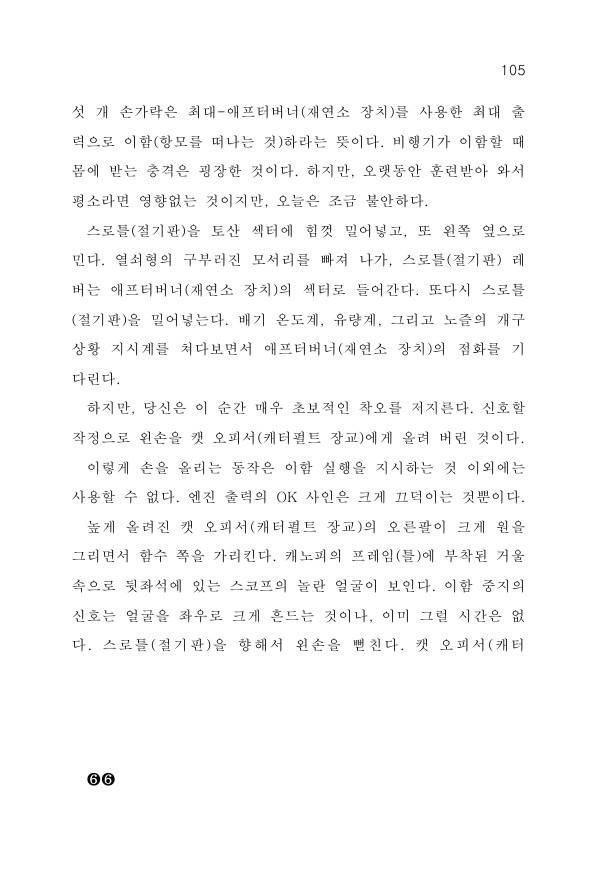 105
섯 개 손가락은 최대-애프터버너(재연소 장치)를 사용한 최대 출
력으로 이함(항모를 떠나는 것)하라는 뜻이다. 비행기가 이함할 때
몸에 받는 충격은 굉장한 것이다. 하지만, 오랫동안 훈련받아 와서
평소라면 영향없는 것이지만, 오늘은 조금 불안하다.
스로틀(절기판)을 토산 섹터에 힘껏 밀어넣고, 또 왼쪽 옆으로
민다. 열쇠형의 구부러진 모서리를 빠져 나가, 스로틀(절기판) 레
버는 애프터버너(재연소 장치)의 섹터로 들어간다. 또다시 스로틀
(절기판)을 밀어넣는다. 배기 온도계, 유량계, 그리고 노즐의 개구
상황 지시계를 쳐다보면서 애프터버너(재연소 장치)의 점화를 기
다린다.
하지만, 당신은 이 순간 매우 초보적인 착오를 저지른다. 신호할
작정으로 왼손을 캣 오피서(캐터펄트 장교)에게 올려 버린 것이다.
이렇게 손을 올리는 동작은 이함 실행을 지시하는 것 이외에는
사용할 수 없다. 엔진 출력의 OK 사인은 크게 끄덕이는 것뿐이다.
높게 올려진 캣 오피서(캐터펄트 장교)의 오른팔이 크게 원을
그리면서 함수 쪽을 가리킨다. 캐노피의 프레임(틀)에 부착된 거울
속으로 뒷좌석에 있는 스코프의 놀란 얼굴이 보인다. 이함 중지의
신호는 얼굴을 좌우로 크게 흔드는 것이나, 이미 그럴 시간은 없
다. 스로틀(절기판)을 향해서 왼손을 뻗친다. 캣 오피서(캐터
❻❻